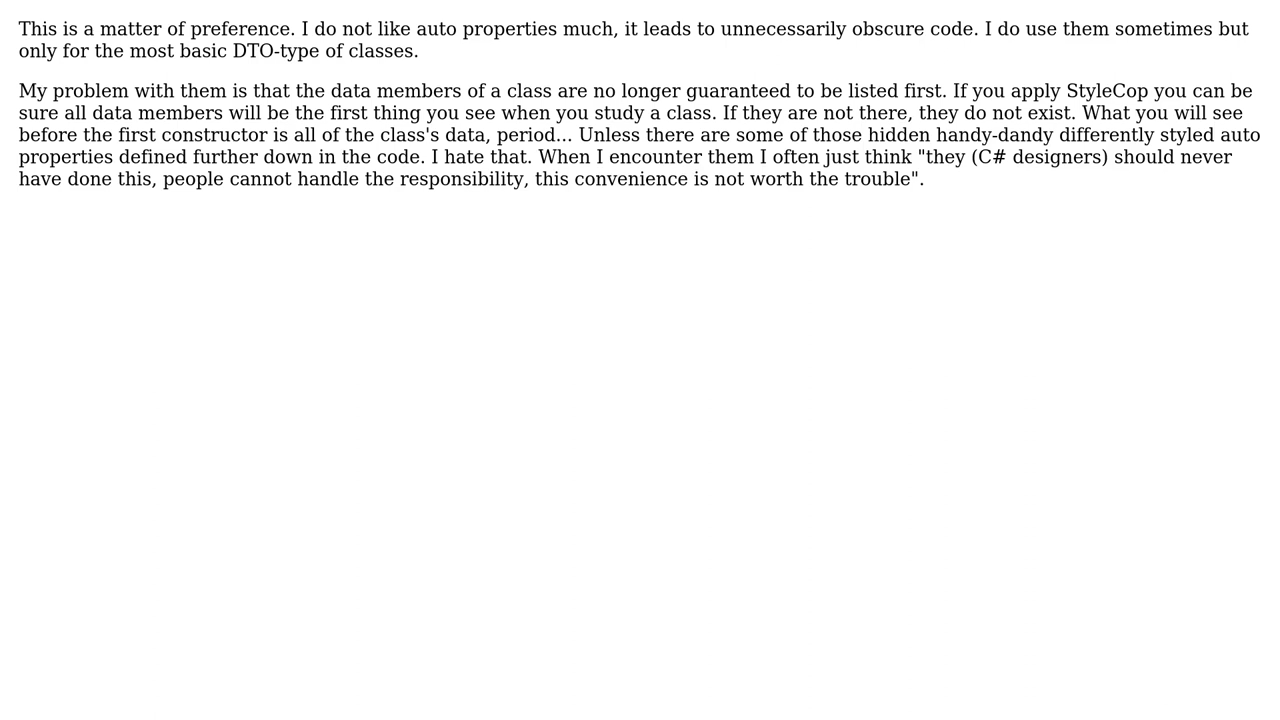 This is a matter of preference. I do not like auto properties much, it leads to unnecessarily obscure code. I do use them sometimes but
only for the most basic DTO-type of classes.
My problem with them is that the data members of a class are no longer guaranteed to be listed first. If you apply StyleCop you can be
sure all data members will be the first thing you see when you study a class. If they are not there, they do not exist. What you will see
before the first constructor is all of the class's data, period... Unless there are some of those hidden handy-dandy differently styled auto
properties defined further down in the code. I hate that. When I encounter them I often just think "they (C# designers) should never
have done this, people cannot handle the responsibility, this convenience is not worth the trouble".